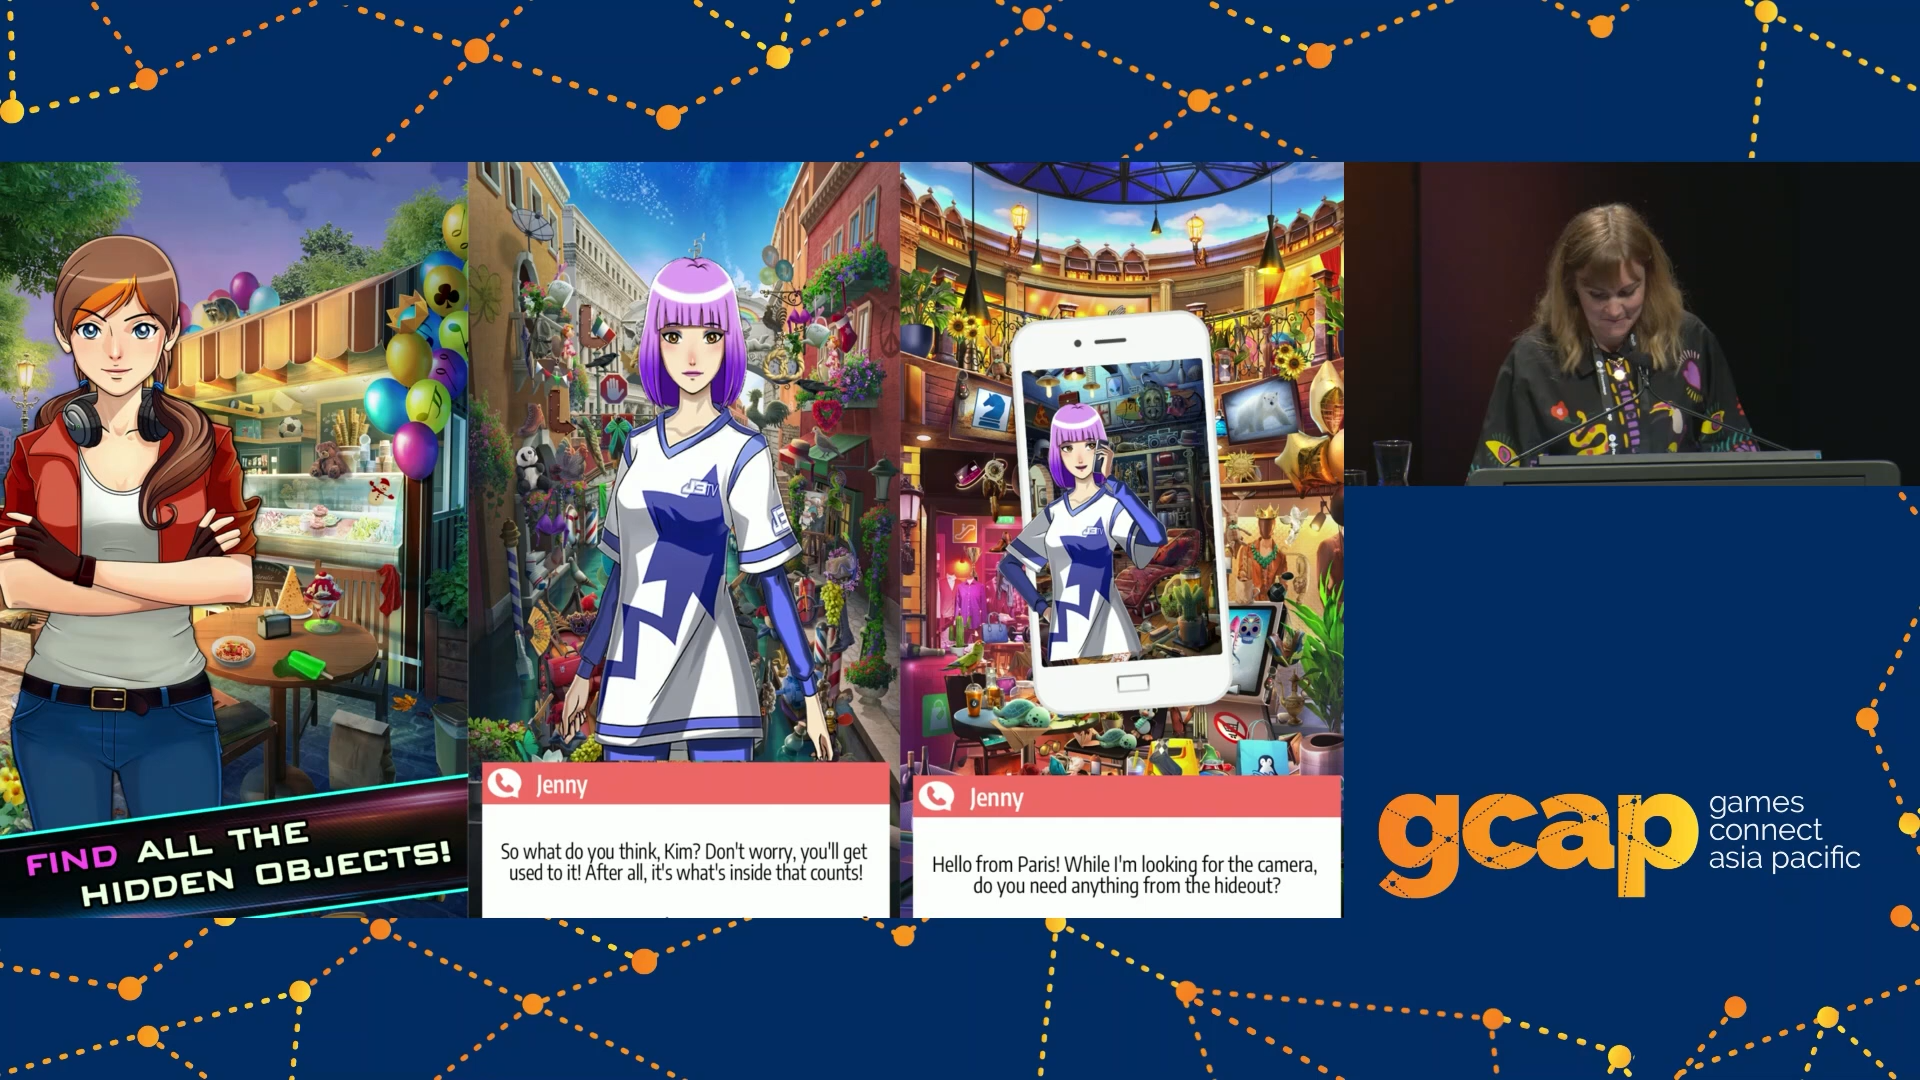 FIND ALL THE
HIDDEN OBJECTS!
J3TV
Jenny
So what do you think, Kim? Don't worry, you'll get
used to it! After all, it's what's inside that counts!
Jenny
Hello from Paris! While I'm looking for the camera,
do you need anything from the hideout?
gcap
games
connect
asia pacific